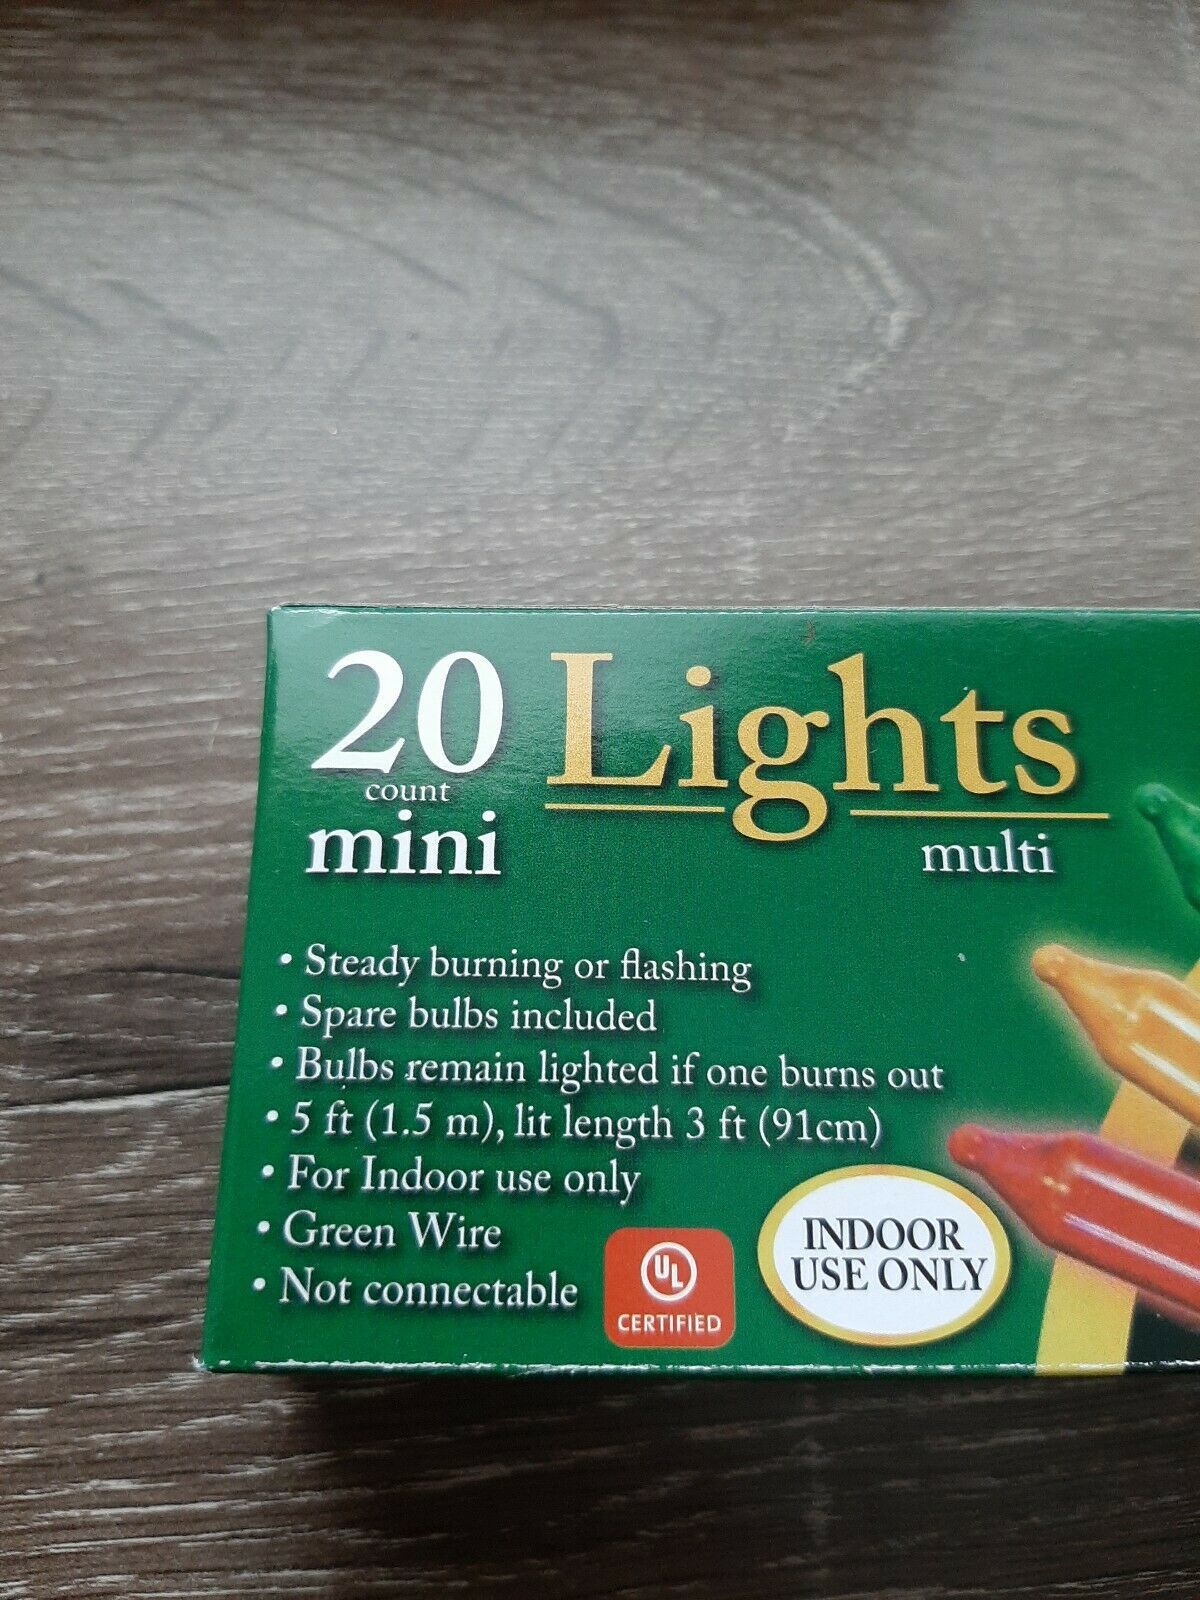 20 Lights
count
mini
multi
• Steady burning or flashing
• Spare bulbs included
• Bulbs remain lighted if one burns out
• 5 ft (1.5 m), lit length 3 ft (91cm)
• For Indoor use only
• Green Wire
• Not connectable
UL
CERTIFIED
INDOOR
USE ONLY